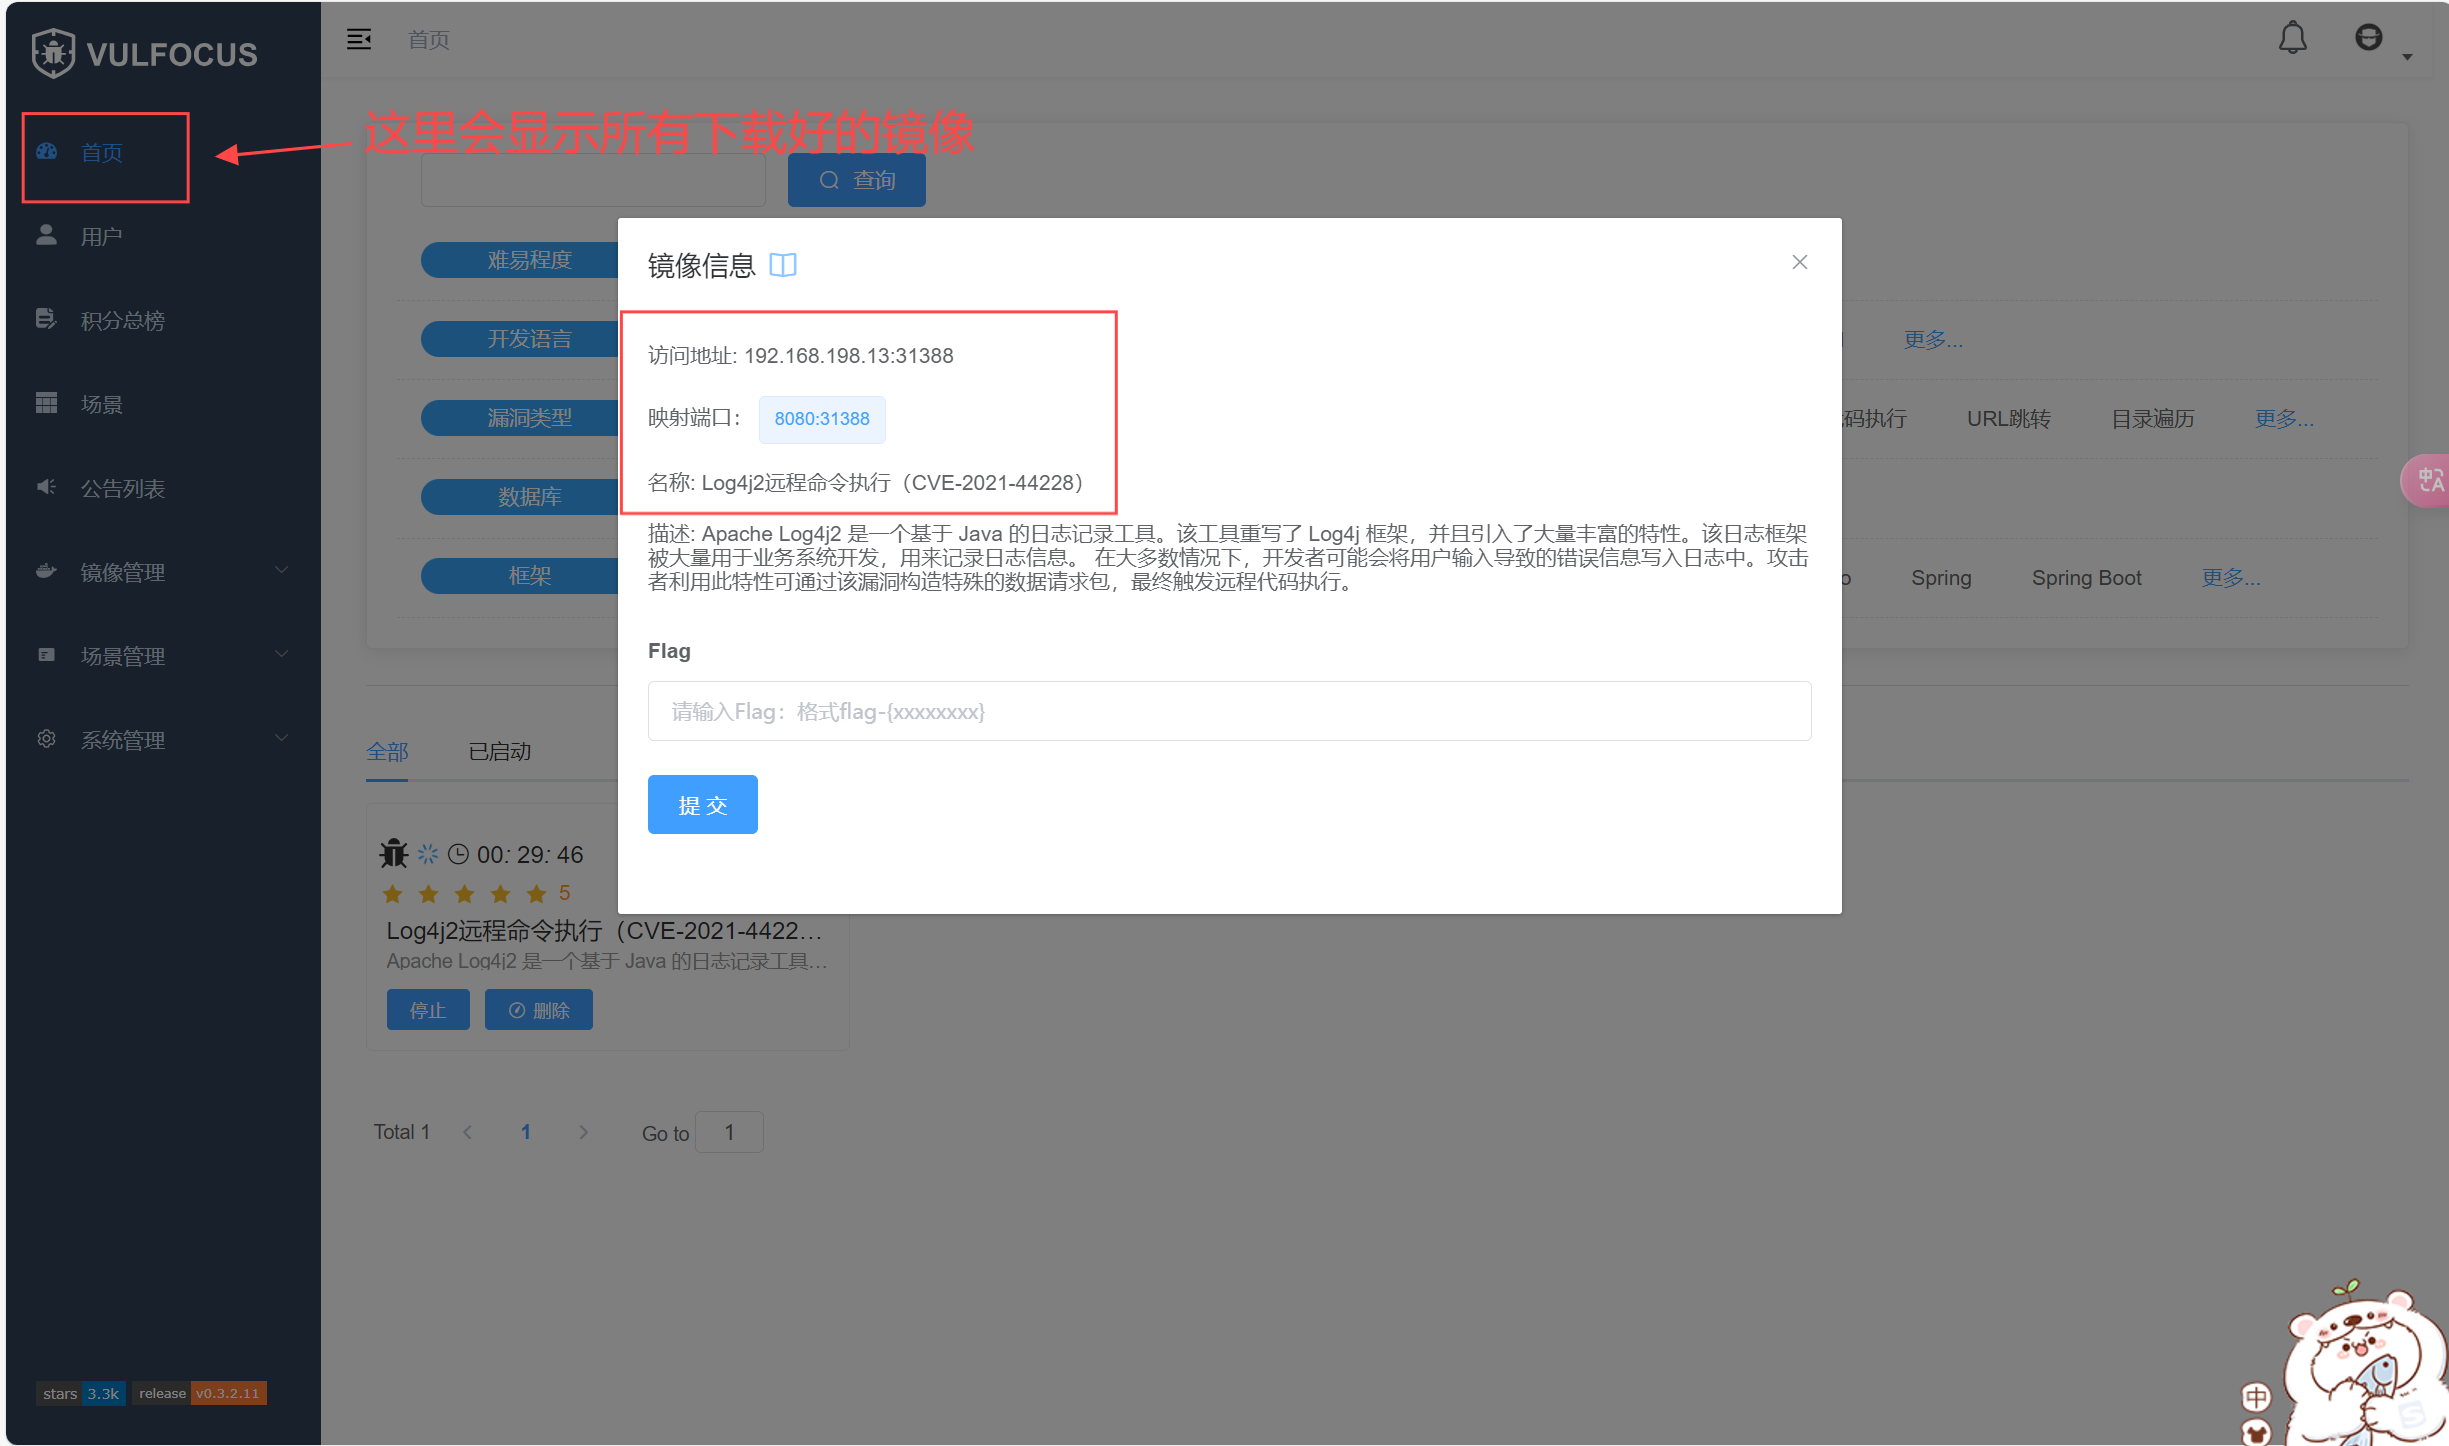 VULFOCUS
首页
这里会显示所有下载好的镜像
首页
用户
积分总榜
场景
公告列表
镜像管理
场景管理
系统管理
stars 3.3k release v0.3.2.11
查询
难易程度
开发语言
更多...
漏洞类型
码执行 URL跳转 目录遍历 更多...
数据库
框架
o Spring Spring Boot 更多...
镜像信息
访问地址: 192.168.198.13:31388
映射端口： 8080:31388
名称: Log4j2远程命令执行（CVE-2021-44228）
描述: Apache Log4j2 是一个基于 Java 的日志记录工具。该工具重写了 Log4j 框架，并且引入了大量丰富的特性。该日志框架
被大量用于业务系统开发，用来记录日志信息。 在大多数情况下，开发者可能会将用户输入导致的错误信息写入日志中。攻击
者利用此特性可通过该漏洞构造特殊的数据请求包，最终触发远程代码执行。
Flag
请输入Flag：格式flag-{xxxxxxxx}
提 交
全部 已启动
00: 29: 46
5
Log4j2远程命令执行（CVE-2021-4422...
Apache Log4j2 是一个基于 Java 的日志记录工具...
停止 删除
Total 1 1 Go to 1
中A
中
S